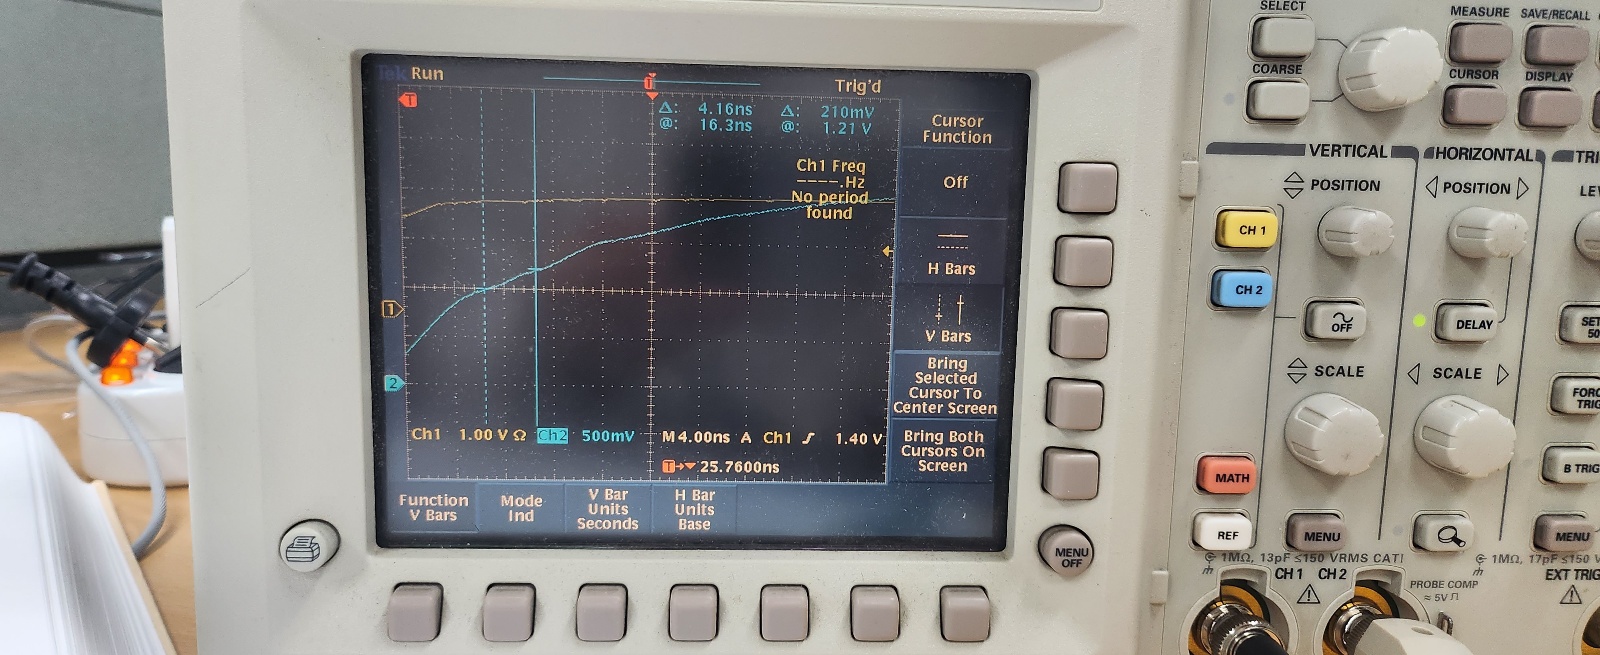 Tek Run
Trig'd
Δ: 4.16ns Δ: 210mV
@: 16.3ns @: 1.21 V
Ch1 Freq
----.Hz
No period
found
Cursor
Function
Off
H Bars
V Bars
Bring
Selected
Cursor To
Center Screen
Bring Both
Cursors On
Screen
T
T
1
2
Ch1 1.00 V Ω Ch2 500mV M 4.00ns A Ch1 1.40 V
T 25.7600ns
Function
V Bars
Mode
Ind
V Bar
Units
Seconds
H Bar
Units
Base
MENU
OFF
SELECT
COARSE
MEASURE
SAVE/RECALL
CURSOR
DISPLAY
VERTICAL
HORIZONTAL
POSITION
POSITION
CH 1
CH 2
OFF
DELAY
SCALE
SCALE
MATH
REF
MENU
B TRIG
MENU
1MΩ, 13pF ≤150 VRMS CAT I
CH 1 CH 2
1MΩ, 17pF ≤150 V
PROBE COMP
≈ 5V
EXT TRIG